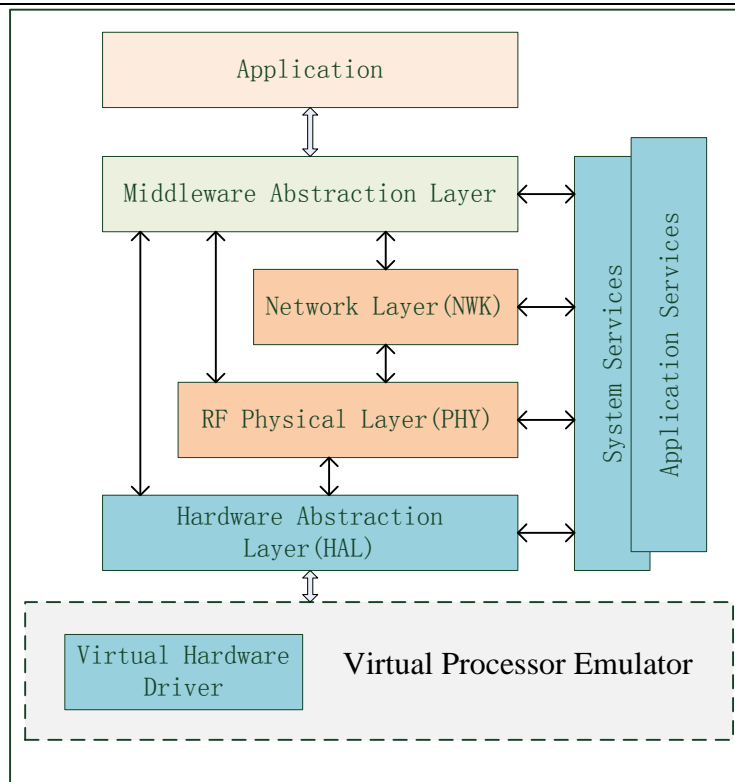 Application
Middleware Abstraction Layer
Network Layer(NWK)
RF Physical Layer(PHY)
Hardware Abstraction
Layer(HAL)
System Services
Application Services
Virtual Hardware
Driver
Virtual Processor Emulator